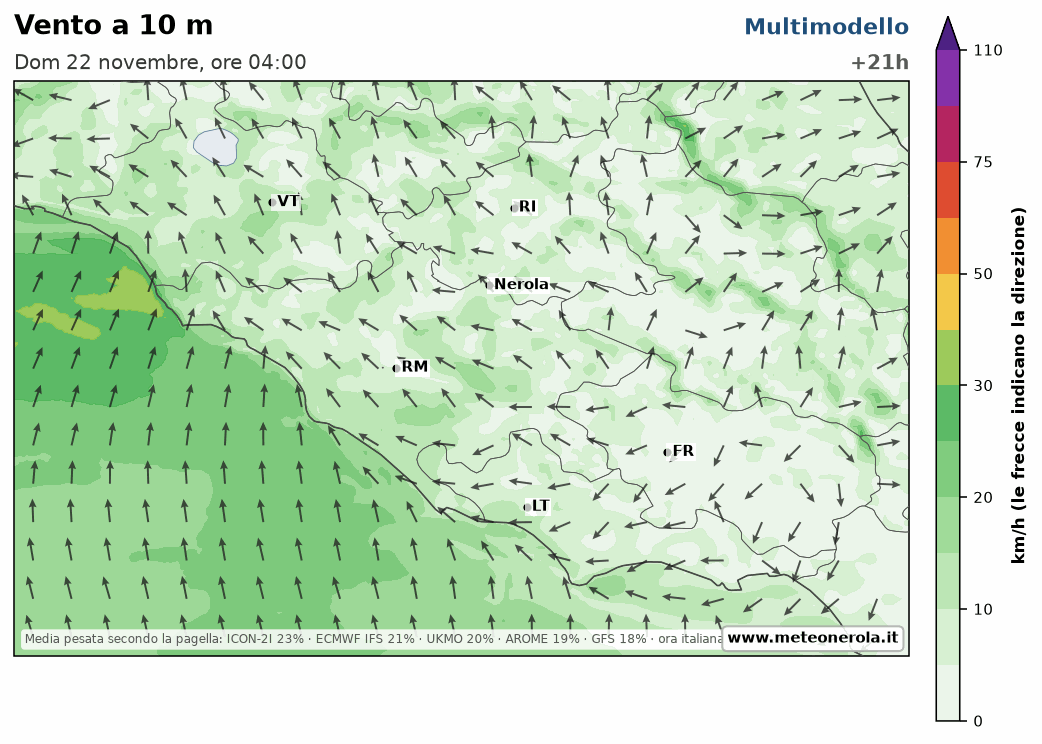 Vento a 10 m
Multimodello
Dom 22 novembre, ore 04:00
+21h
VT
RI
Nerola
RM
FR
LT
Media pesata secondo la pagella: ICON-2I 23% · ECMWF IFS 21% · UKMO 20% · AROME 19% · GFS 18% · ora italiana
www.meteonerola.it
110
75
50
30
20
10
0
km/h (le frecce indicano la direzione)